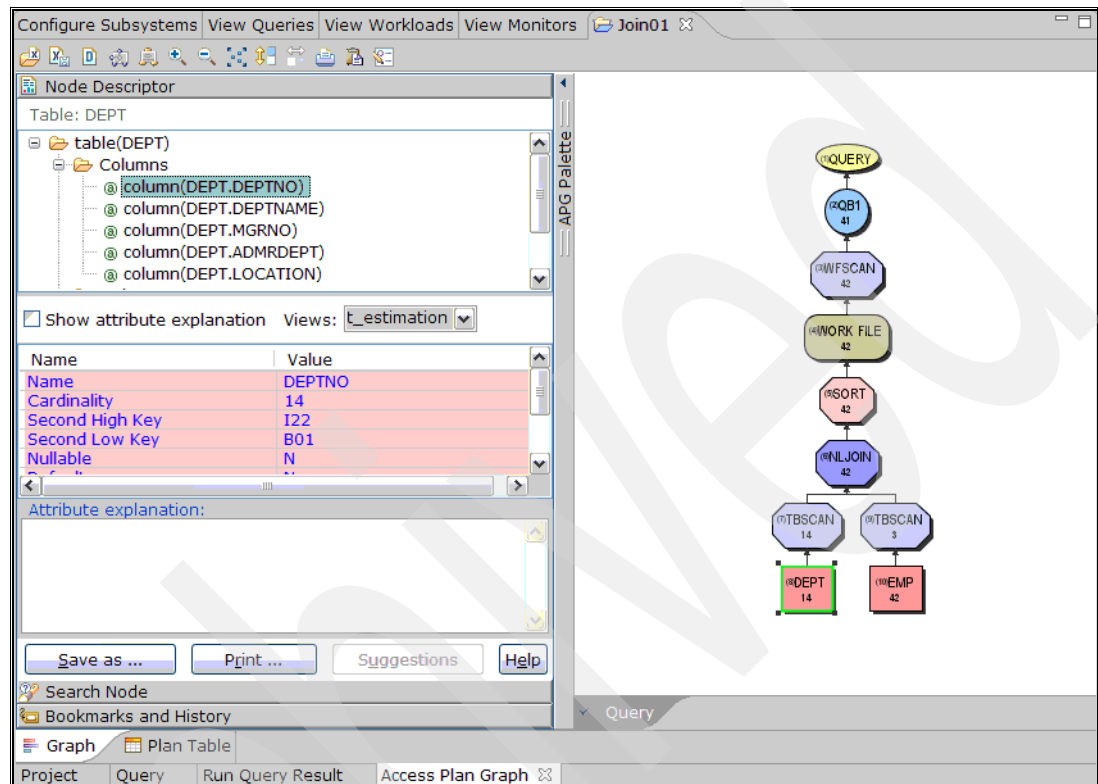 Configure Subsystems View Queries View Workloads View Monitors Join01
Node Descriptor
Table: DEPT
table(DEPT)
Columns
column(DEPT.DEPTNO)
column(DEPT.DEPTNAME)
column(DEPT.MGRNO)
column(DEPT.ADMRDEPT)
column(DEPT.LOCATION)
Show attribute explanation Views: t_estimation
Name Value
Name DEPTNO
Cardinality 14
Second High Key I22
Second Low Key B01
Nullable N
Attribute explanation:
Save as ... Print ... Suggestions Help
Search Node
Bookmarks and History
APG Palette
(1)QUERY
(2)QB1
41
(3)WFSCAN
42
(4)WORK FILE
42
(5)SORT
42
(6)NLJOIN
42
(7)TBSCAN
14
(9)TBSCAN
3
(8)DEPT
14
(10)EMP
42
Query
Graph Plan Table
Project Query Run Query Result Access Plan Graph